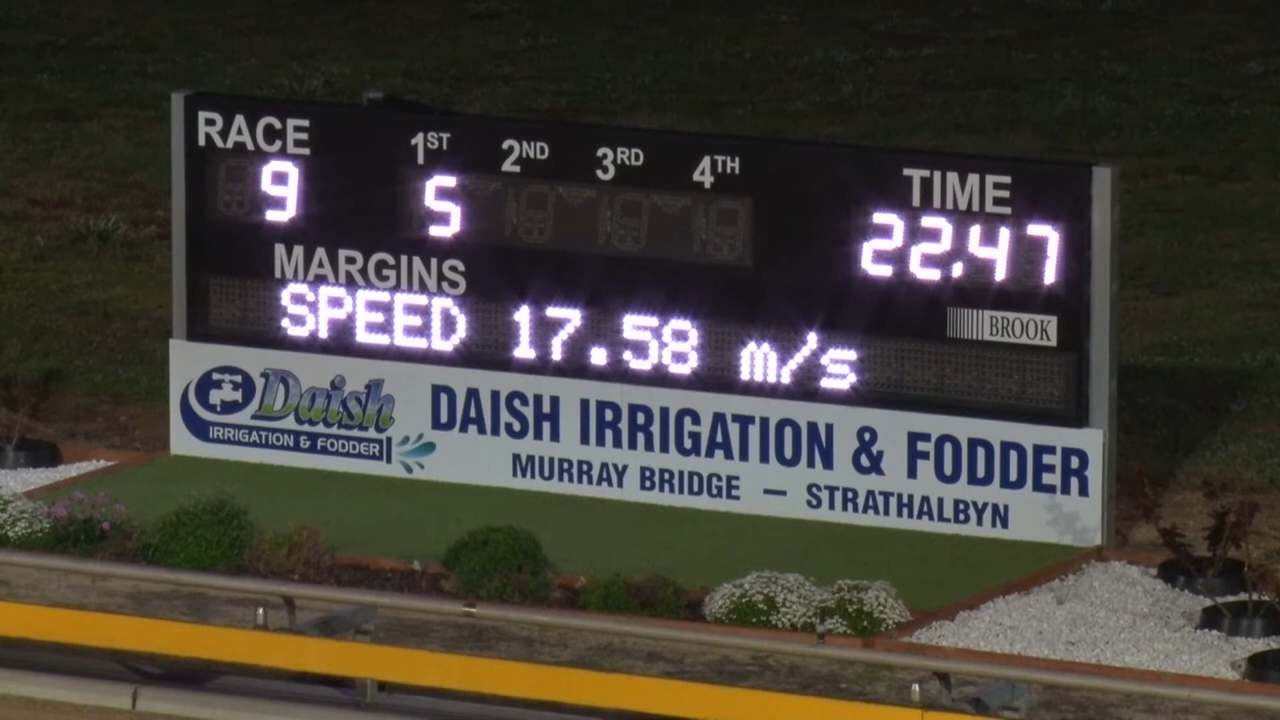 RACE 1ST 2ND 3RD 4TH TIME
9 5 22.47
MARGINS
SPEED 17.58 m/s
BROOK
Daish
IRRIGATION & FODDER
DAISH IRRIGATION & FODDER
MURRAY BRIDGE — STRATHALBYN